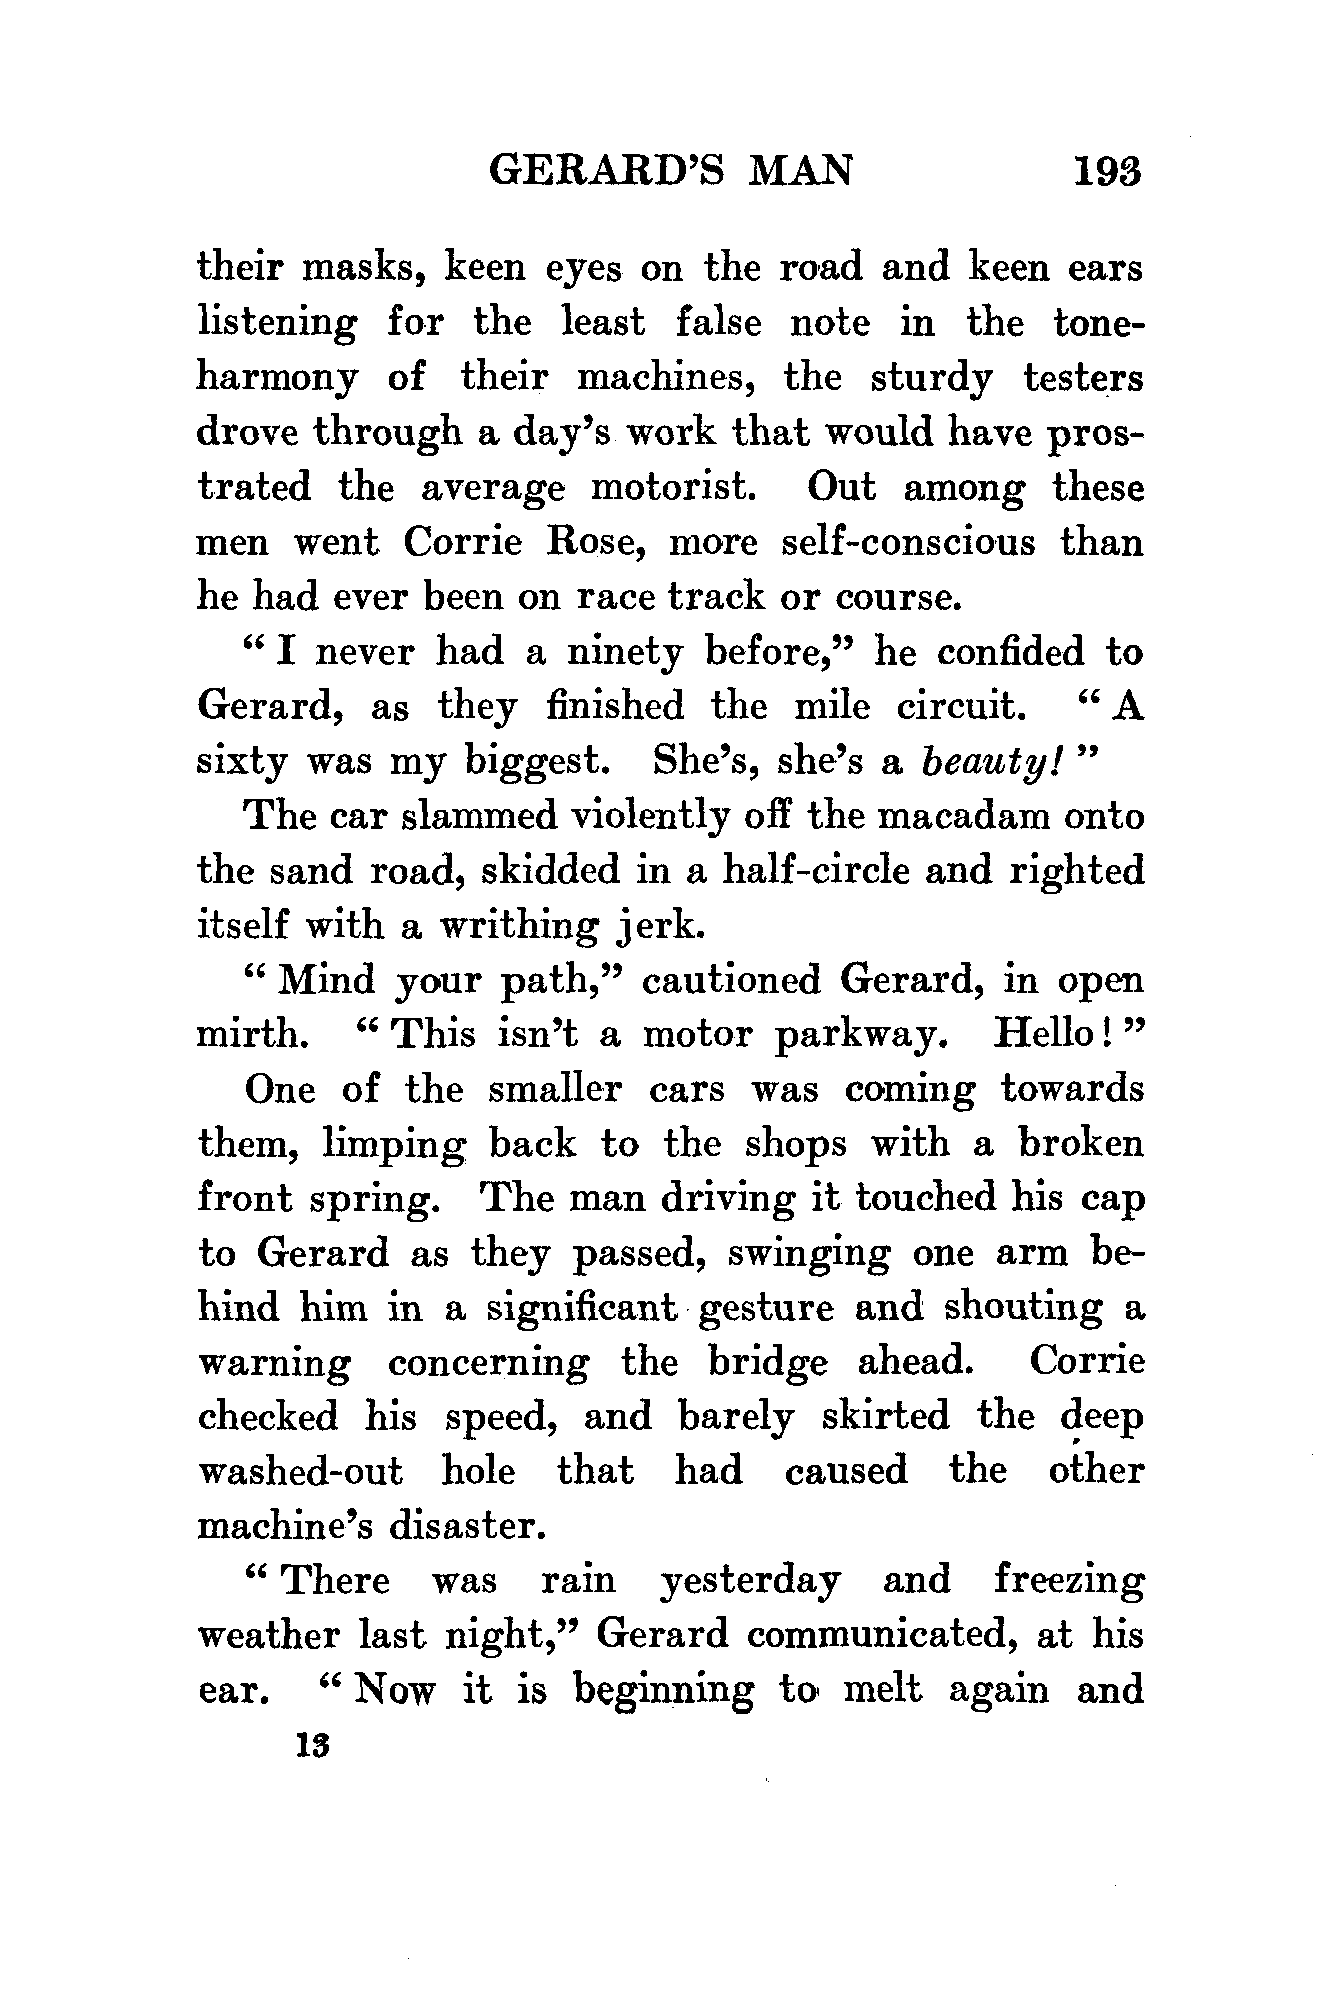 GERARD'S MAN 193
their masks, keen eyes on the road and keen ears
listening for the least false note in the tone-
harmony of their machines, the sturdy testers
drove through a day's work that would have pros-
trated the average motorist. Out among these
men went Corrie Rose, more self-conscious than
he had ever been on race track or course.
“ I never had a ninety before,” he confided to
Gerard, as they finished the mile circuit. “ A
sixty was my biggest. She's, she's a beauty! ”
The car slammed violently off the macadam onto
the sand road, skidded in a half-circle and righted
itself with a writhing jerk.
“ Mind your path,” cautioned Gerard, in open
mirth. “ This isn't a motor parkway. Hello! ”
One of the smaller cars was coming towards
them, limping back to the shops with a broken
front spring. The man driving it touched his cap
to Gerard as they passed, swinging one arm be-
hind him in a significant gesture and shouting a
warning concerning the bridge ahead. Corrie
checked his speed, and barely skirted the deep
washed-out hole that had caused the other
machine's disaster.
“ There was rain yesterday and freezing
weather last night,” Gerard communicated, at his
ear. “ Now it is beginning to melt again and
13